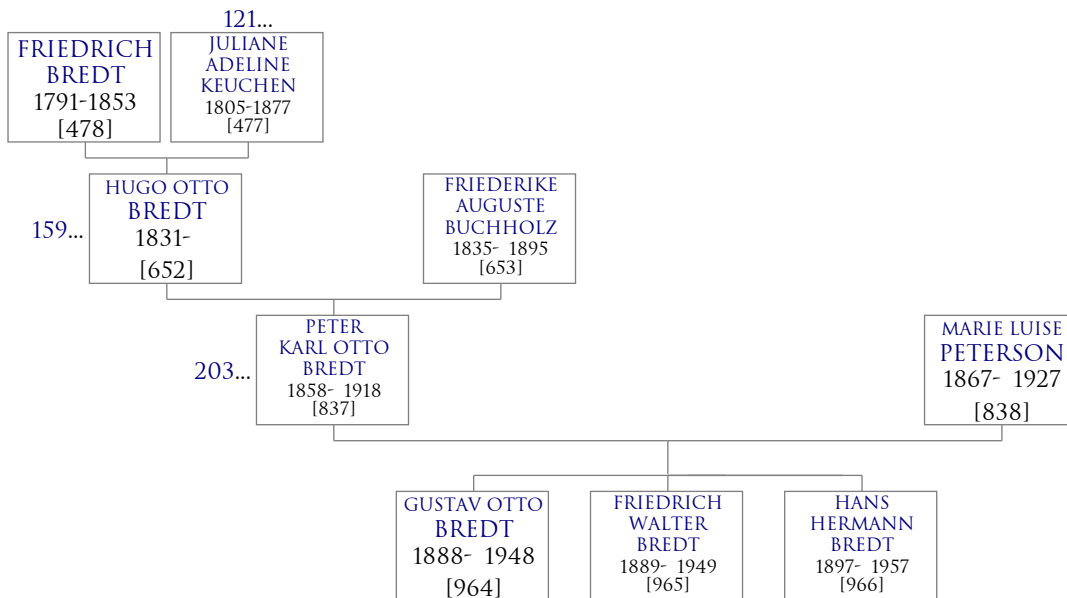 121...
FRIEDRICH
BREDT
1791-1853
[478]
JULIANE
ADELINE
KEUCHEN
1805-1877
[477]
159...
HUGO OTTO
BREDT
1831-
[652]
FRIEDERIKE
AUGUSTE
BUCHHOLZ
1835- 1895
[653]
203...
PETER
KARL OTTO
BREDT
1858- 1918
[837]
MARIE LUISE
PETERSON
1867- 1927
[838]
GUSTAV OTTO
BREDT
1888- 1948
[964]
FRIEDRICH
WALTER
BREDT
1889- 1949
[965]
HANS
HERMANN
BREDT
1897- 1957
[966]